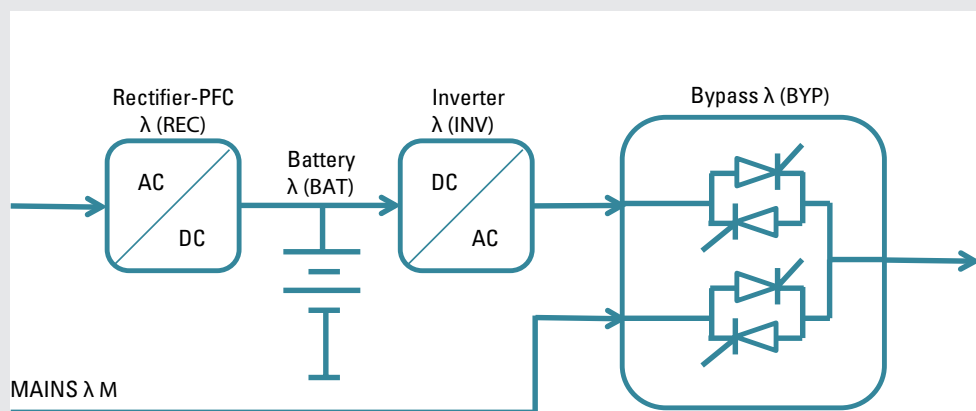 Rectifier-PFC
λ (REC)
AC
DC
Battery
λ (BAT)
Inverter
λ (INV)
DC
AC
Bypass λ (BYP)
MAINS λ M